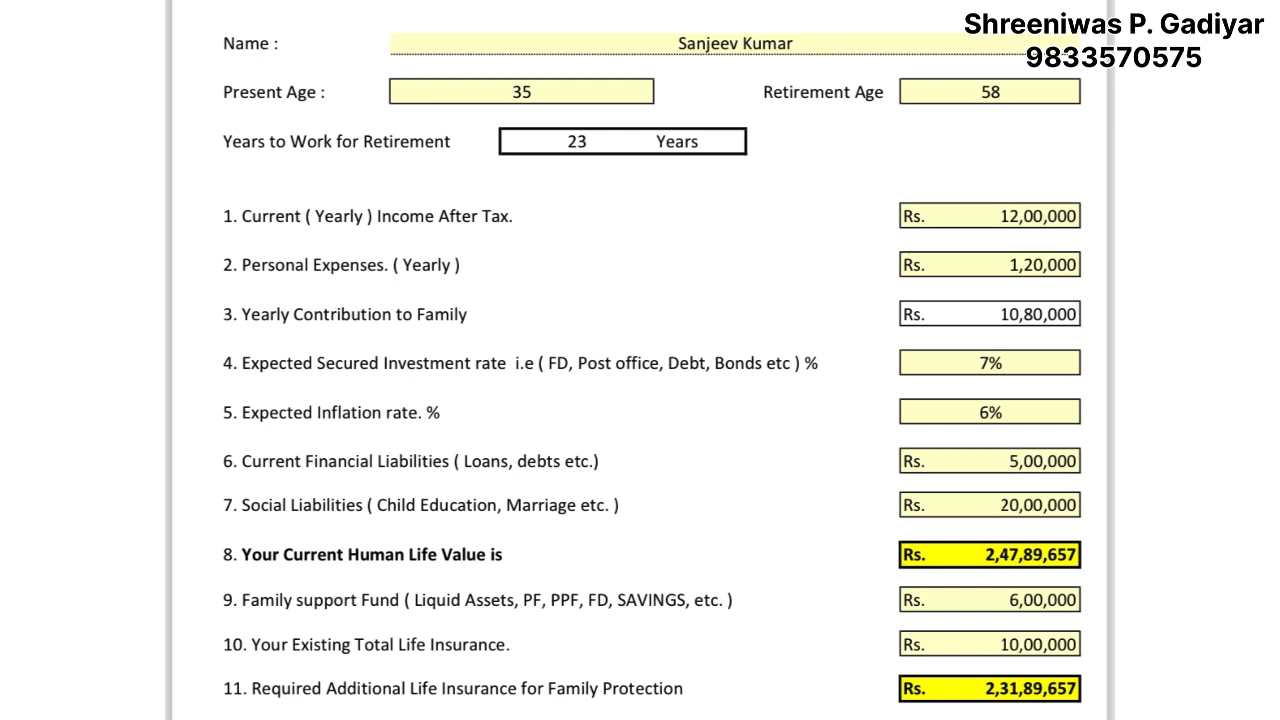 Shreeniwas P. Gadiyar
9833570575
Name : Sanjeev Kumar
Present Age : 35 Retirement Age 58
Years to Work for Retirement 23 Years
1. Current ( Yearly ) Income After Tax. Rs. 12,00,000
2. Personal Expenses. ( Yearly ) Rs. 1,20,000
3. Yearly Contribution to Family Rs. 10,80,000
4. Expected Secured Investment rate i.e ( FD, Post office, Debt, Bonds etc ) % 7%
5. Expected Inflation rate. % 6%
6. Current Financial Liabilities ( Loans, debts etc.) Rs. 5,00,000
7. Social Liabilities ( Child Education, Marriage etc. ) Rs. 20,00,000
8. Your Current Human Life Value is Rs. 2,47,89,657
9. Family support Fund ( Liquid Assets, PF, PPF, FD, SAVINGS, etc. ) Rs. 6,00,000
10. Your Existing Total Life Insurance. Rs. 10,00,000
11. Required Additional Life Insurance for Family Protection Rs. 2,31,89,657